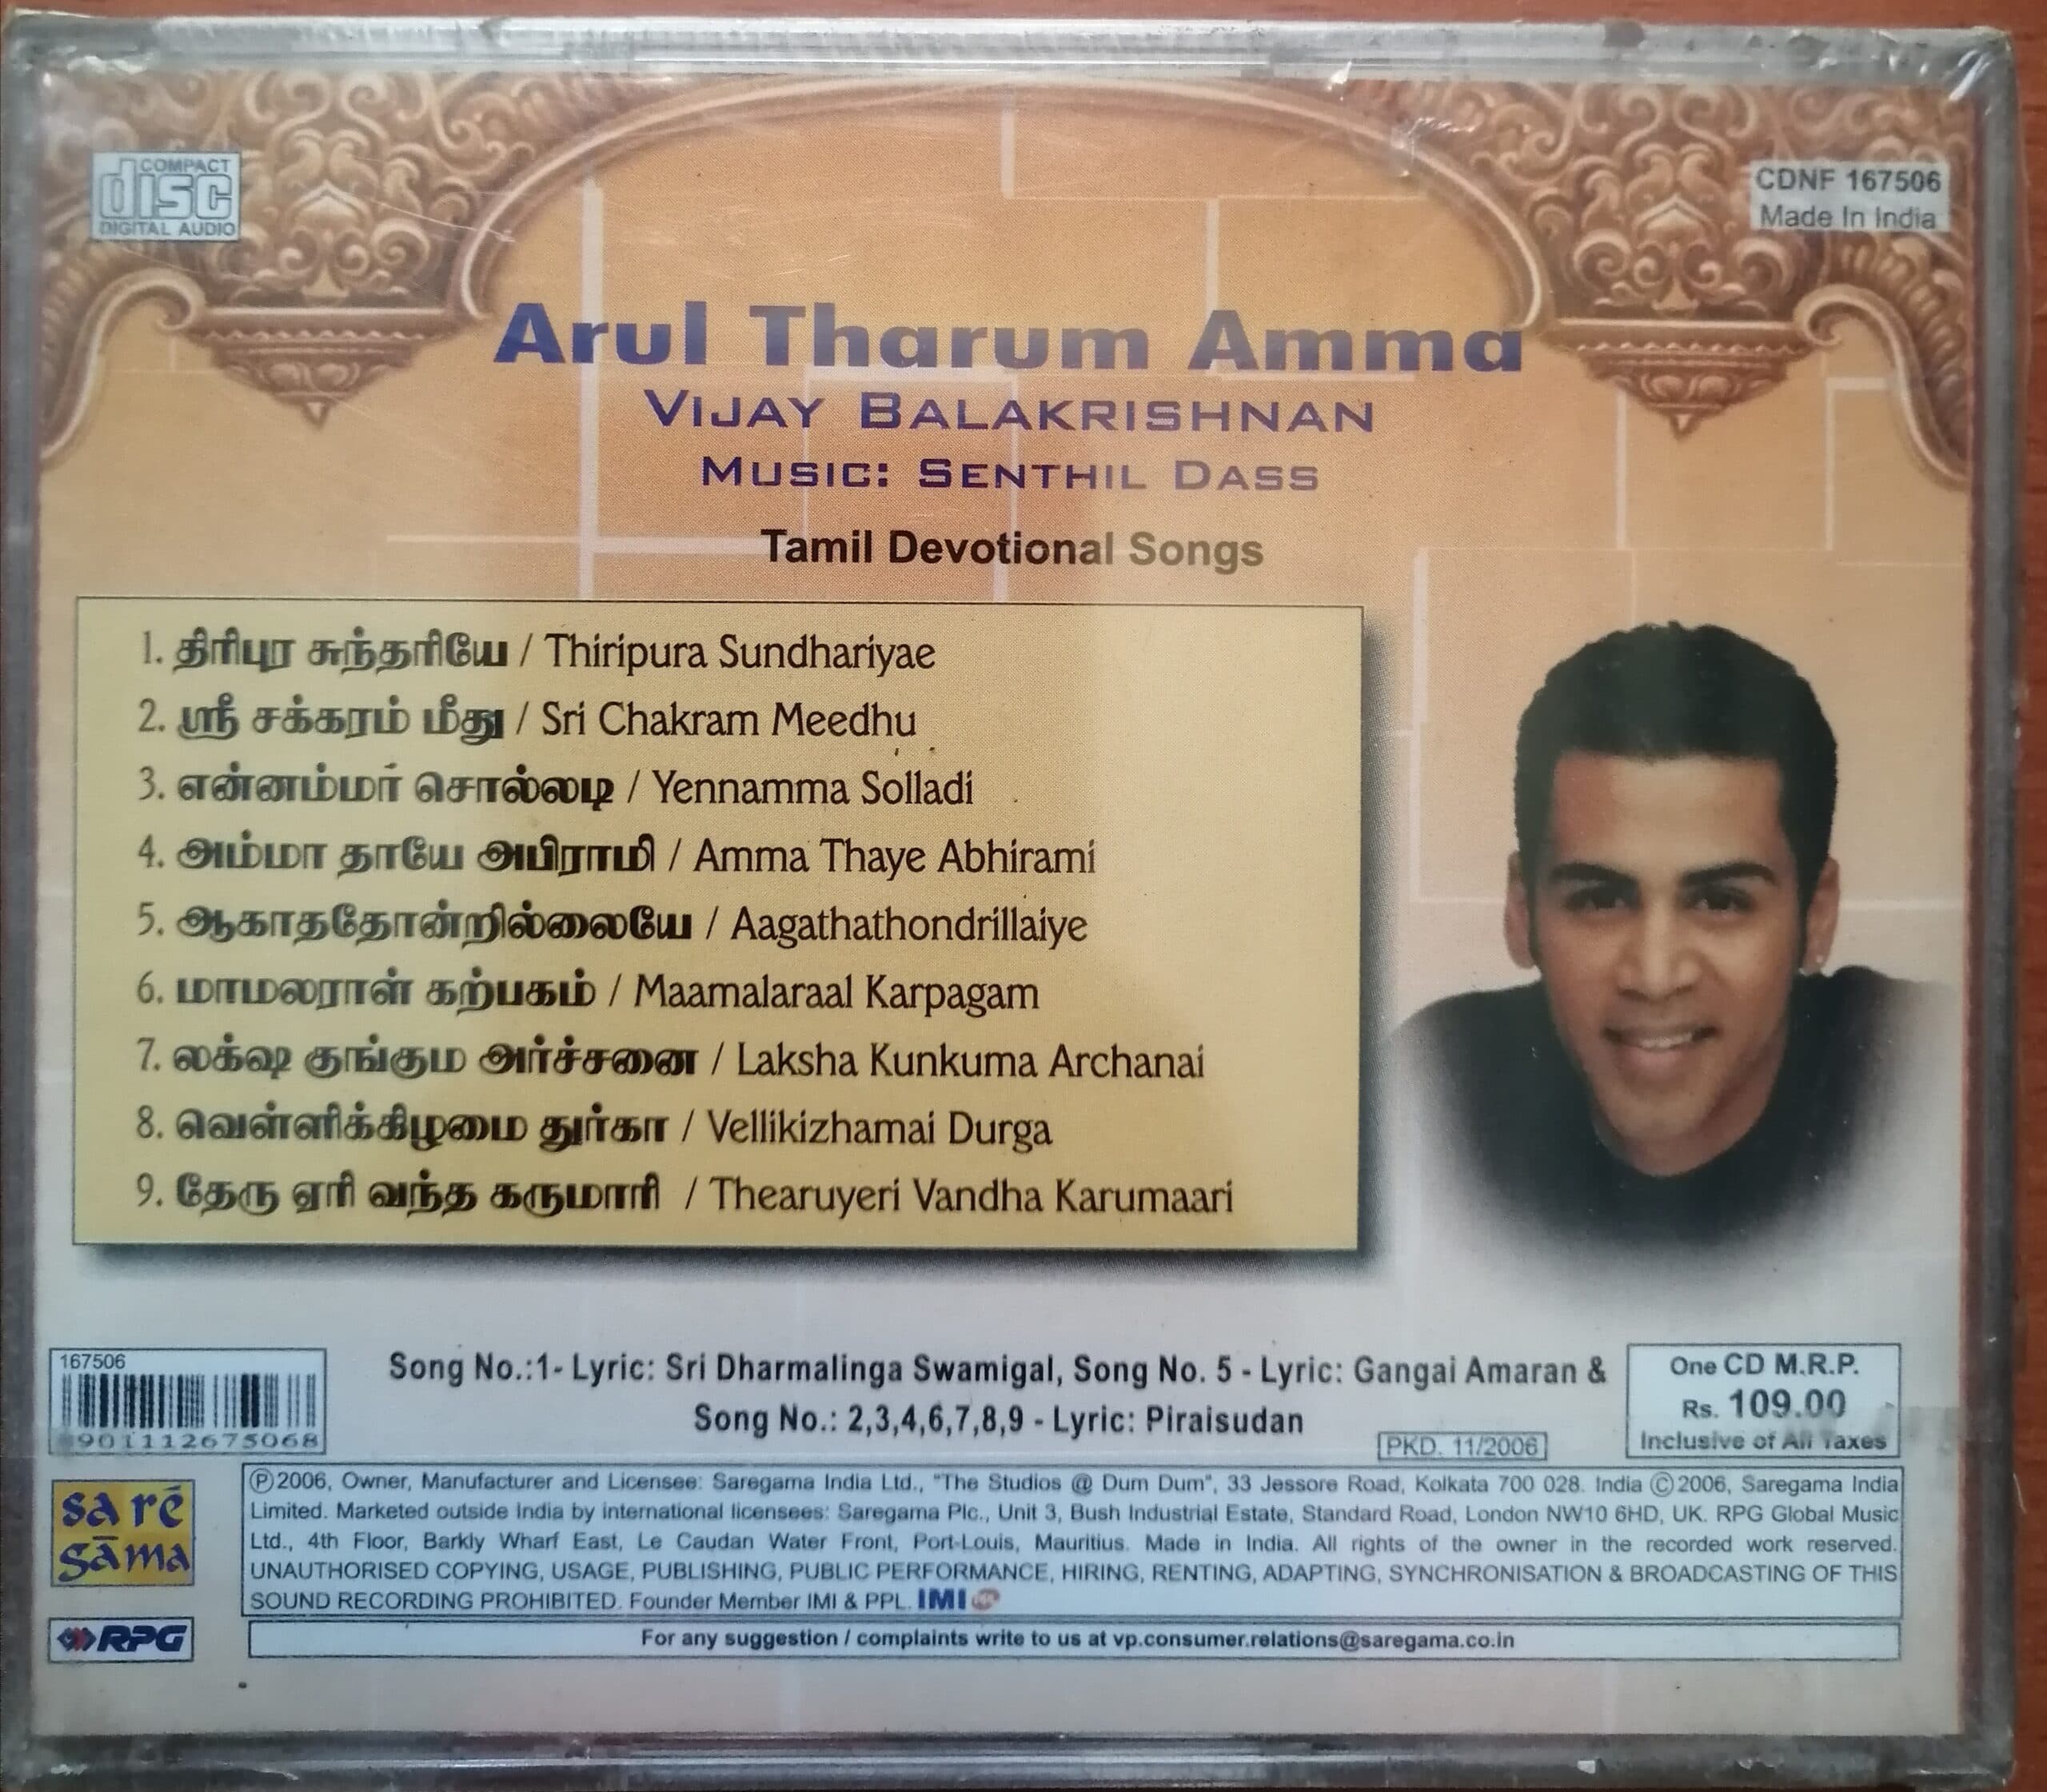 COMPACT
disc
DIGITAL AUDIO
CDNF 167506
Made In India
Arul Tharum Amma
VIJAY BALAKRISHNAN
MUSIC: SENTHIL DASS
Tamil Devotional Songs
1. திரிபுர சுந்தரியே / Thiripura Sundhariyae
2. ஸ்ரீ சக்கரம் மீது / Sri Chakram Meedhu
3. என்னம்மா சொல்லடி / Yennamma Solladi
4. அம்மா தாயே அபிராமி / Amma Thaye Abhirami
5. ஆகாததோன்றில்லையே / Aagathathondrillaiye
6. மாமலராள் கற்பகம் / Maamalaraal Karpagam
7. லக்ஷ குங்கும அர்ச்சனை / Laksha Kunkuma Archanai
8. வெள்ளிக்கிழமை துர்கா / Vellikizhamai Durga
9. தேரு ஏரி வந்த கருமாரி / Thearuyeri Vandha Karumaari
167506
8901112675068
Song No.:1- Lyric: Sri Dharmalinga Swamigal, Song No. 5 - Lyric: Gangai Amaran &
Song No.: 2,3,4,6,7,8,9 - Lyric: Piraisudan
PKD. 11/2006
One CD M.R.P.
Rs. 109.00
Inclusive of All Taxes
sa rē
gāma
RPG
Ⓟ2006, Owner, Manufacturer and Licensee: Saregama India Ltd., "The Studios @ Dum Dum", 33 Jessore Road, Kolkata 700 028. India ©2006, Saregama India
Limited. Marketed outside India by international licensees: Saregama Plc., Unit 3, Bush Industrial Estate, Standard Road, London NW10 6HD, UK. RPG Global Music
Ltd., 4th Floor, Barkly Wharf East, Le Caudan Water Front, Port-Louis, Mauritius. Made in India. All rights of the owner in the recorded work reserved.
UNAUTHORISED COPYING, USAGE, PUBLISHING, PUBLIC PERFORMANCE, HIRING, RENTING, ADAPTING, SYNCHRONISATION & BROADCASTING OF THIS
SOUND RECORDING PROHIBITED. Founder Member IMI & PPL. IMI
For any suggestion / complaints write to us at vp.consumer.relations@saregama.co.in